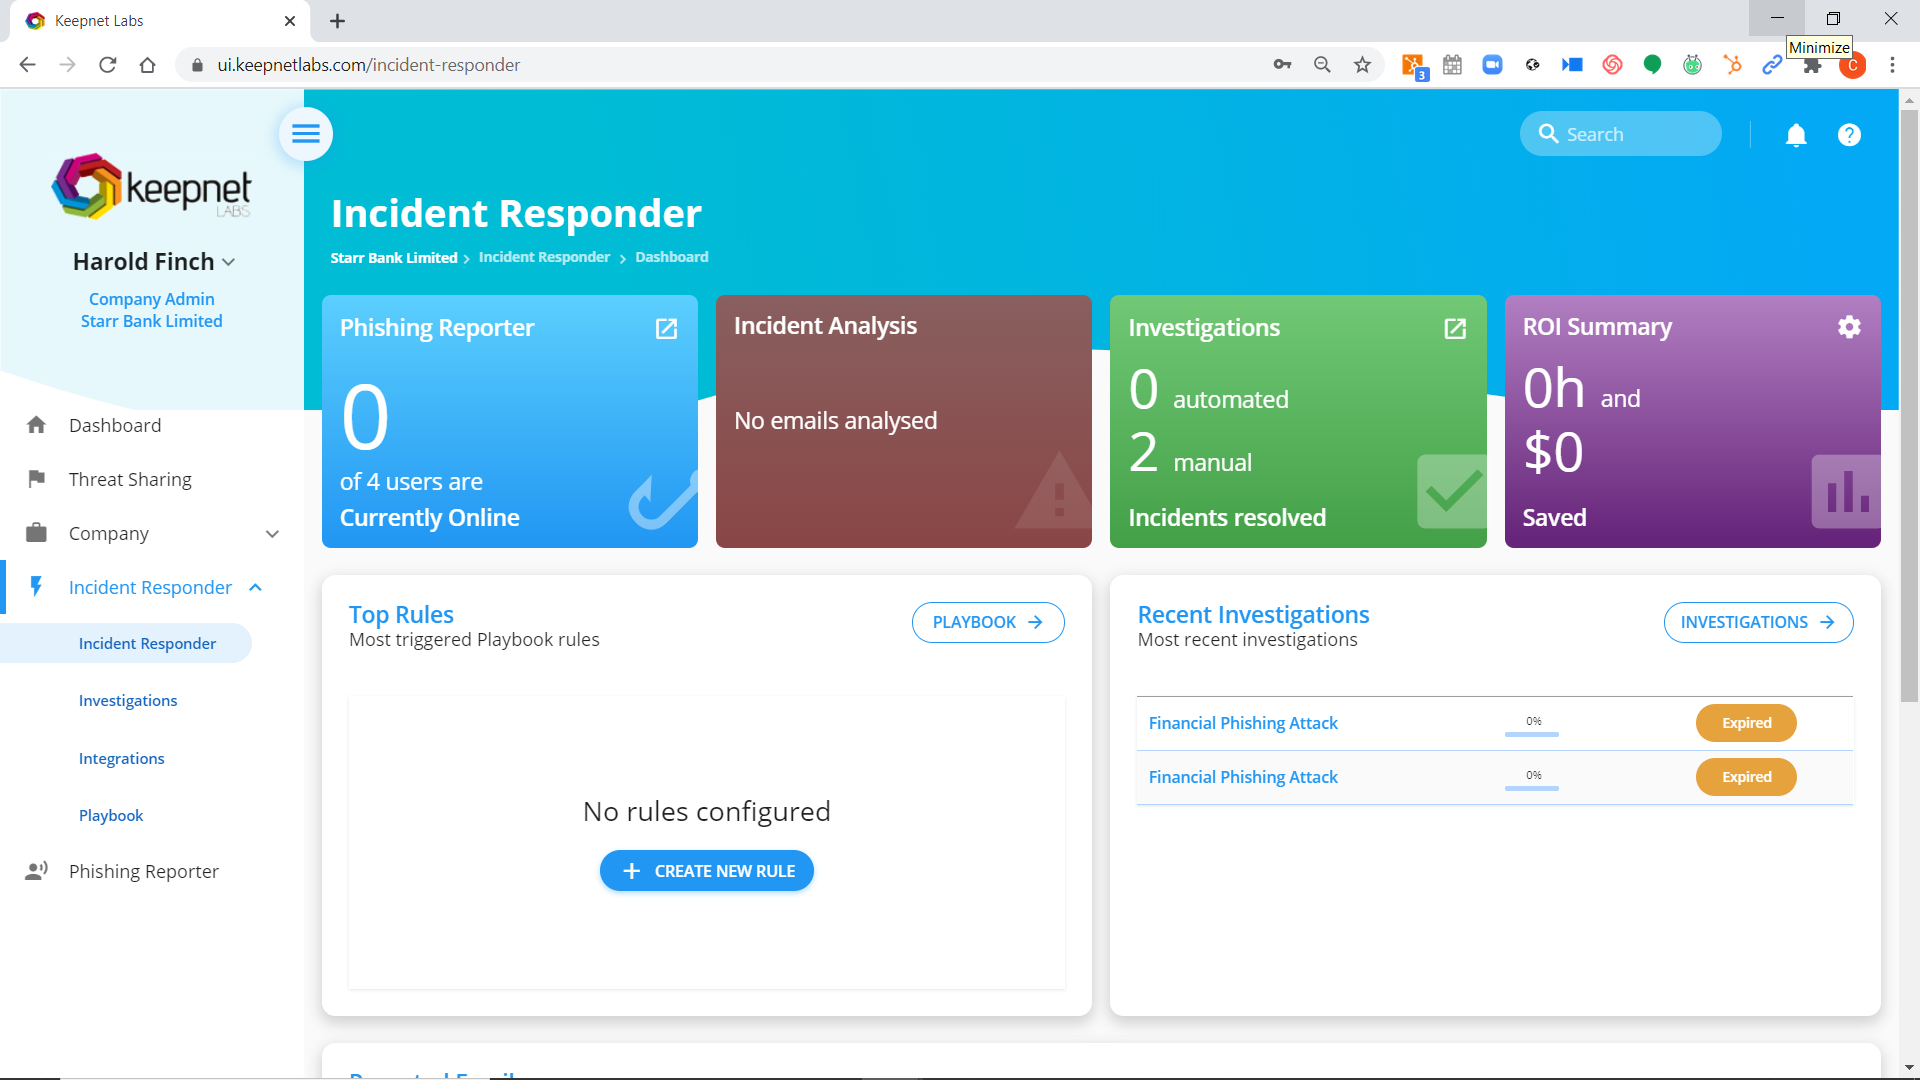 Keepnet Labs
Minimize
ui.keepnetlabs.com/incident-responder
3
C
keepnet
LABS
Harold Finch
Company Admin
Starr Bank Limited
Dashboard
Threat Sharing
Company
Incident Responder
Incident Responder
Investigations
Integrations
Playbook
Phishing Reporter
Search
Incident Responder
Starr Bank Limited > Incident Responder > Dashboard
Phishing Reporter
0
of 4 users are
Currently Online
Incident Analysis
No emails analysed
Investigations
0 automated
2 manual
Incidents resolved
ROI Summary
0h and
$0
Saved
Top Rules
Most triggered Playbook rules
PLAYBOOK
No rules configured
CREATE NEW RULE
Recent Investigations
Most recent investigations
INVESTIGATIONS
Financial Phishing Attack 0% Expired
Financial Phishing Attack 0% Expired